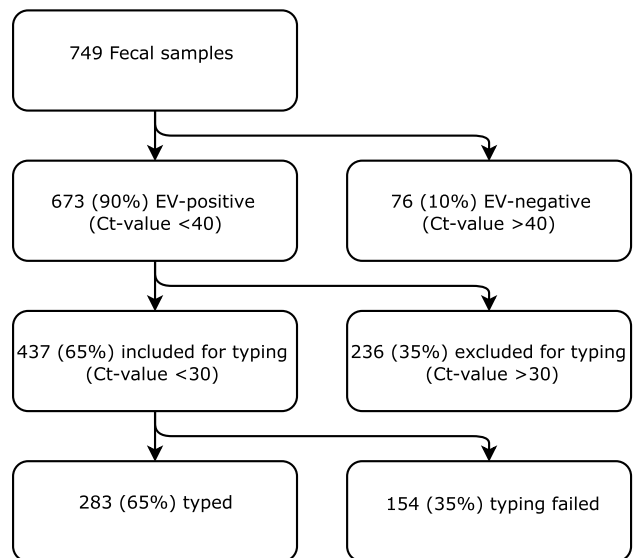 749 Fecal samples
673 (90%) EV-positive
(Ct-value <40)
76 (10%) EV-negative
(Ct-value >40)
437 (65%) included for typing
(Ct-value <30)
236 (35%) excluded for typing
(Ct-value >30)
283 (65%) typed
154 (35%) typing failed